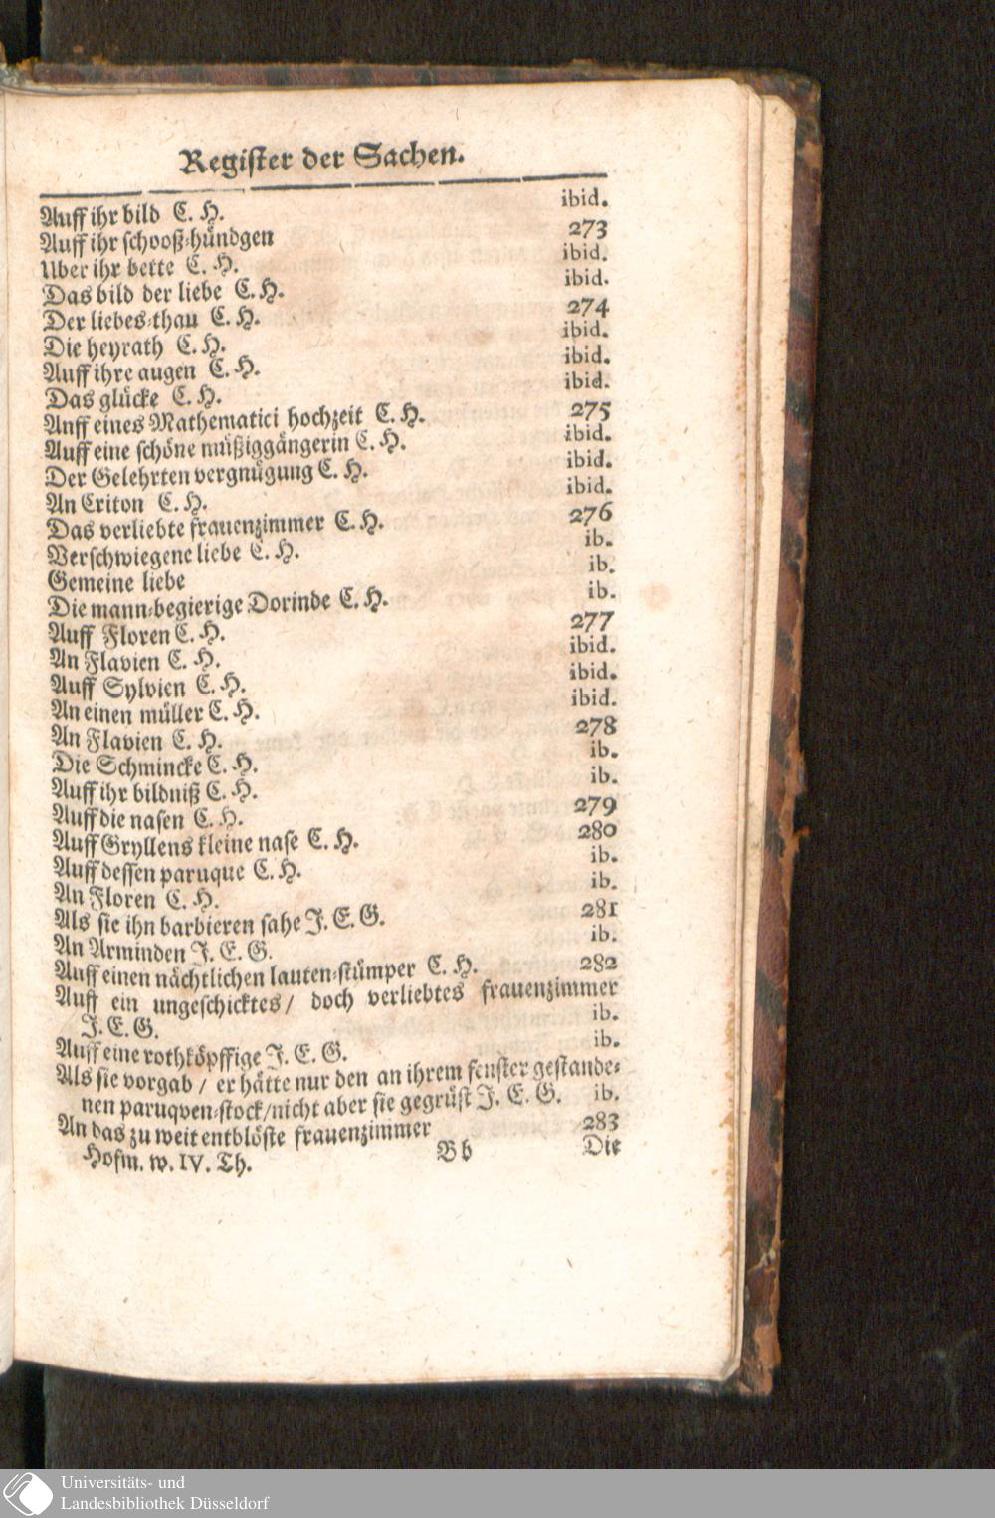 Register der Sachen.
Auff ihr bild C. H. ibid.
Auff ihr schooß-hündgen 273
Uber ihr bette C. H. ibid.
Das bild der liebe C. H. ibid.
Der liebes-thau C. H. 274
Die heyrath C. H. ibid.
Auff ihre augen C. H. ibid.
Das glücke C. H. ibid.
Auff eines Mathematici hochzeit C. H. 275
Auff eine schöne müßiggängerin C. H. ibid.
Der Gelehrten vergnügung C. H. ibid.
An Criton C. H. ibid.
Das verliebte frauenzimmer C. H. 276
Verschwiegene liebe C. H. ib.
Gemeine liebe ib.
Die mann-begierige Dorinde C. H. ib.
Auff Floren C. H. 277
An Flavien C. H. ibid.
Auff Sylvien C. H. ibid.
An einen müller C. H. ibid.
An Flavien C. H. 278
Die Schmincke C. H. ib.
Auff ihr bildniß C. H. ib.
Auff die nasen C. H. 279
Auff Gryllens kleine nase C. H. 280
Auff dessen paruque C. H. ib.
An Floren C. H. ib.
Als sie ihn barbieren sahe J. E. G. 281
An Arminden J. E. G. ib.
Auff einen nächtlichen lauten-stümper C. H. 282
Auff ein ungeschicktes / doch verliebtes frauenzimmer
J. E. G. ib.
Auff eine rothköpffige J. E. G. ib.
Als sie vorgab / er hätte nur den an ihrem fenster gestande-
nen paruqven-stock/nicht aber sie gegrüst J. E. G. ib.
An das zu weit entblöste frauenzimmer 283
Hofm. w. IV. Th. Bb Die
Universitäts- und
Landesbibliothek Düsseldorf